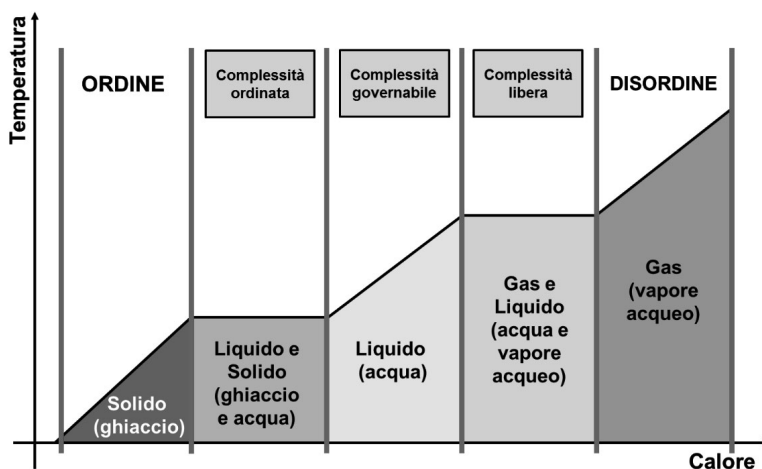 Temperatura
ORDINE
Complessità
ordinata
Complessità
governabile
Complessità
libera
DISORDINE
Solido
(ghiaccio)
Liquido e
Solido
(ghiaccio
e acqua)
Liquido
(acqua)
Gas e
Liquido
(acqua e
vapore
acqueo)
Gas
(vapore
acqueo)
Calore